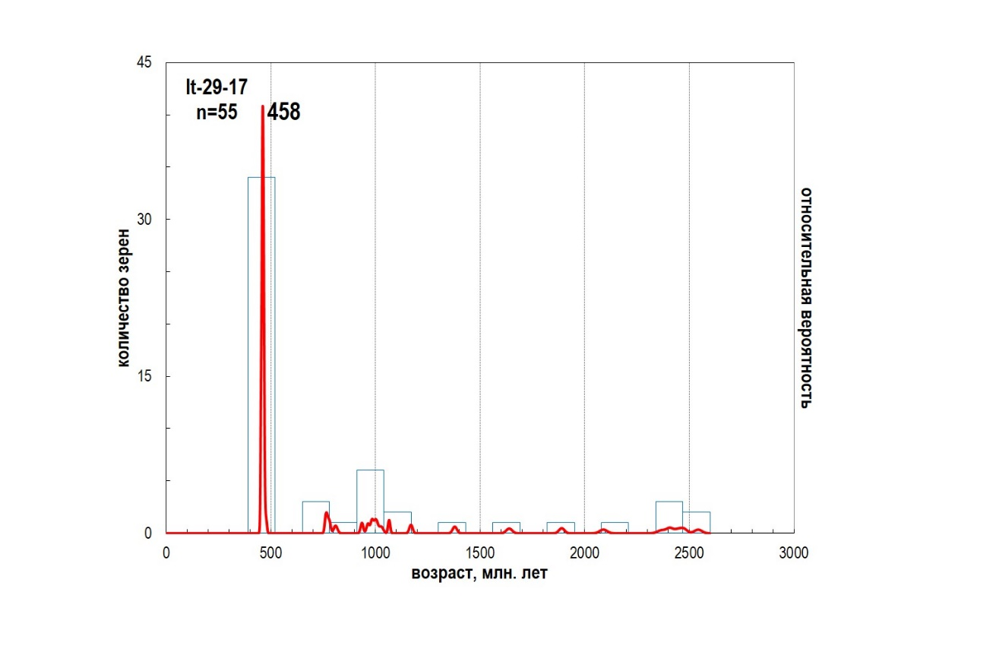 45
lt-29-17
n=55
458
30
15
0
количество зерен
относительная вероятность
0
500
1000
1500
2000
2500
3000
возраст, млн. лет